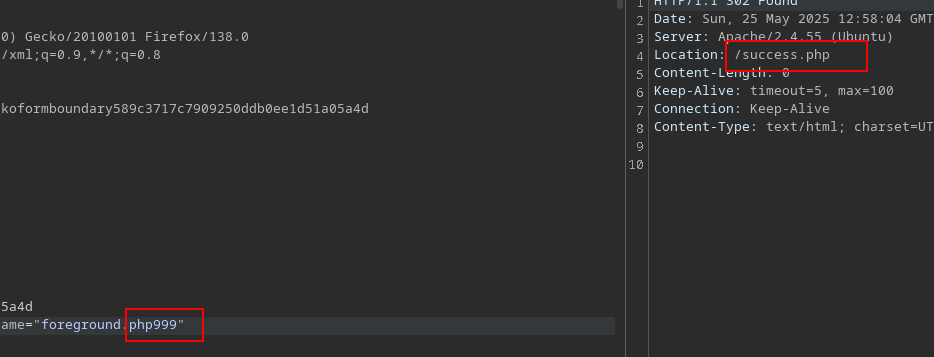 0) Gecko/20100101 Firefox/138.0
/xml;q=0.9,*/*;q=0.8
koformboundary589c3717c7909250ddb0ee1d51a05a4d
5a4d
ame="foreground.php999"
1 HTTP/1.1 302 Found
2 Date: Sun, 25 May 2025 12:58:04 GMT
3 Server: Apache/2.4.55 (Ubuntu)
4 Location: /success.php
5 Content-Length: 0
6 Keep-Alive: timeout=5, max=100
7 Connection: Keep-Alive
8 Content-Type: text/html; charset=UT
9
10